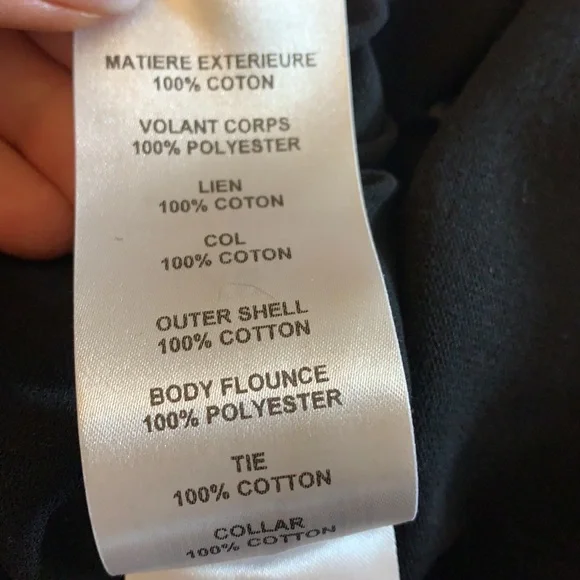 MATIERE EXTERIEURE
100% COTON
VOLANT CORPS
100% POLYESTER
LIEN
100% COTON
COL
100% COTON
OUTER SHELL
100% COTTON
BODY FLOUNCE
100% POLYESTER
TIE
100% COTTON
COLLAR
100% COTTON